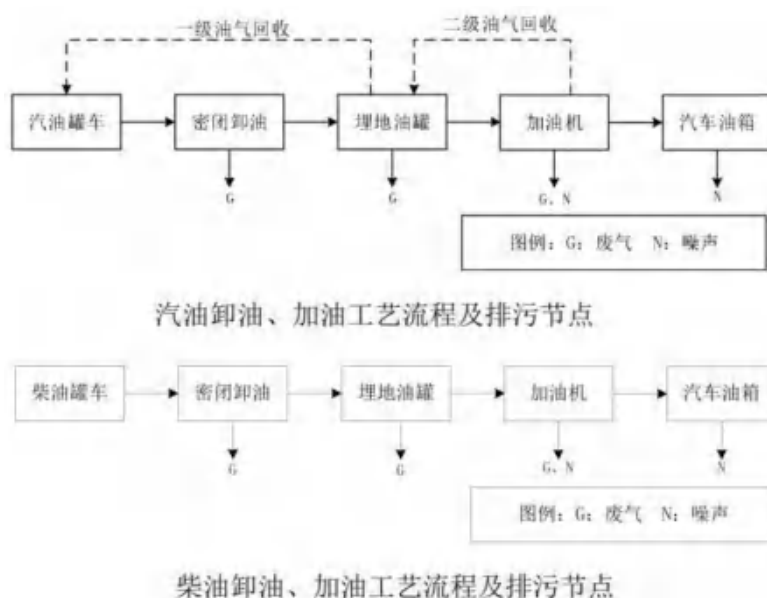 一级油气回收
二级油气回收
汽油罐车
密闭卸油
埋地油罐
加油机
汽车油箱
G
G
G、N
N
图例：G：废气 N：噪声
汽油卸油、加油工艺流程及排污节点
柴油罐车
密闭卸油
埋地油罐
加油机
汽车油箱
G
G
G、N
N
图例：G：废气 N：噪声
柴油卸油、加油工艺流程及排污节点